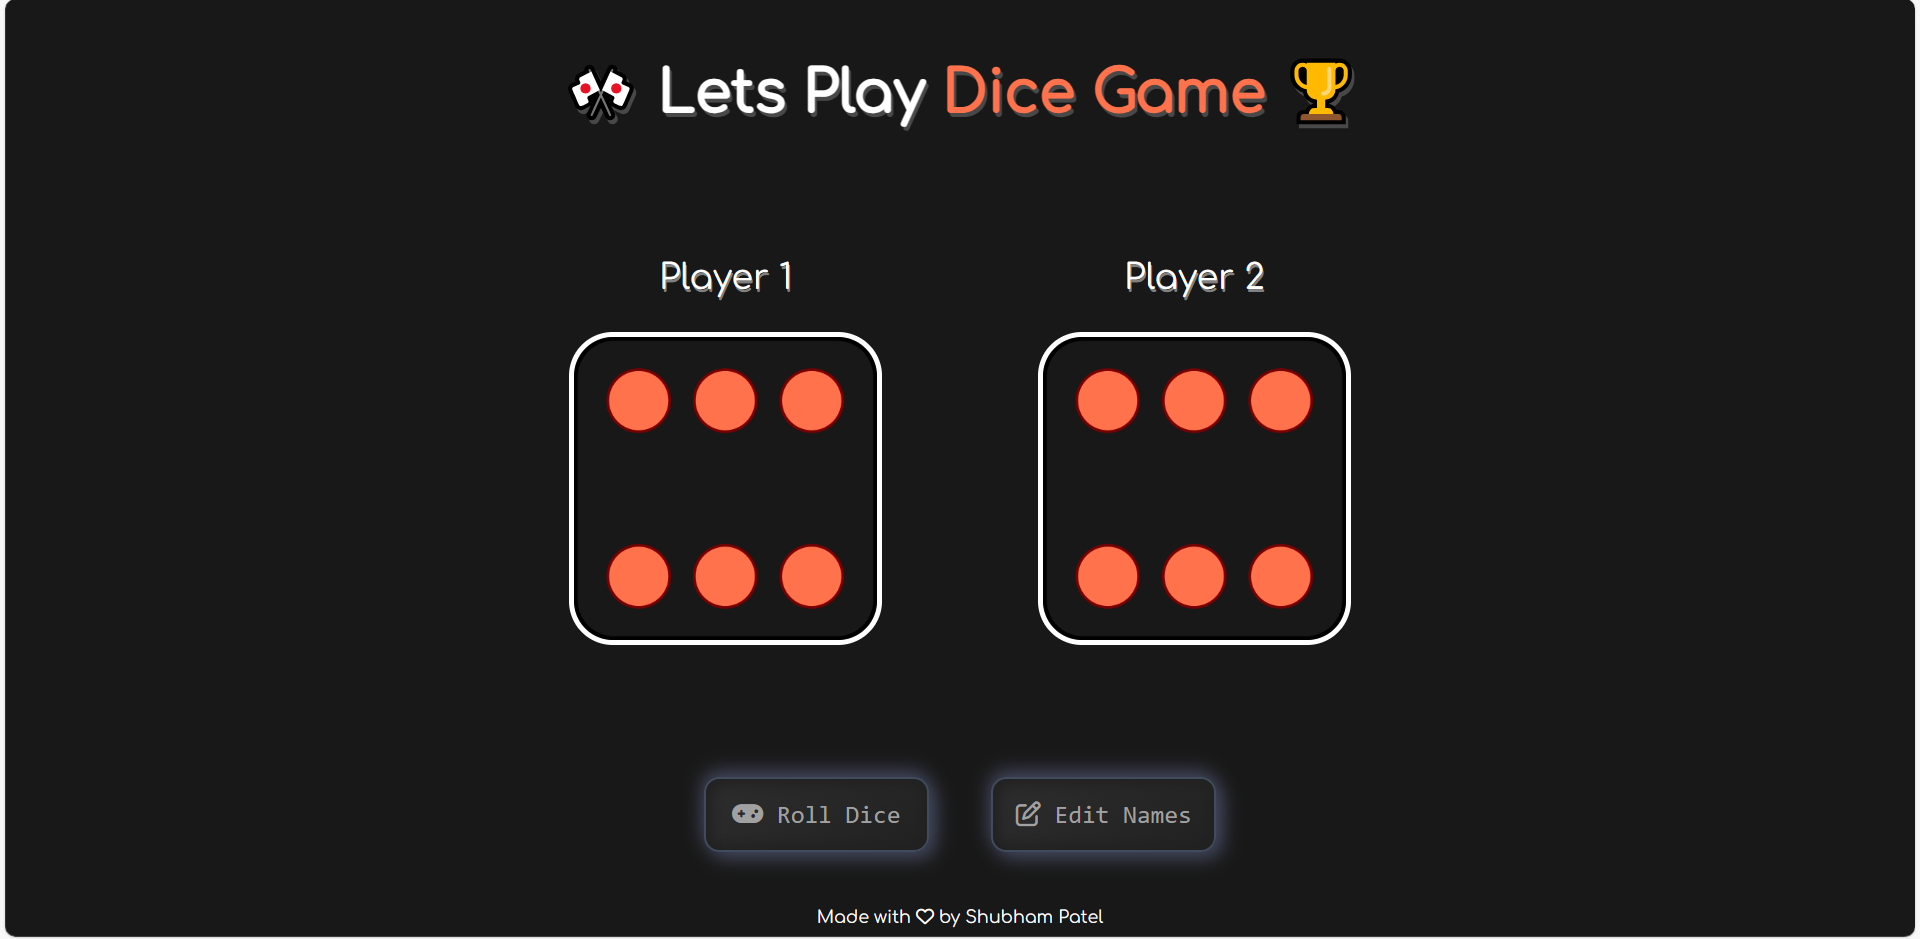 Lets Play Dice Game
Player 1
Player 2
Roll Dice
Edit Names
Made with ♡ by Shubham Patel